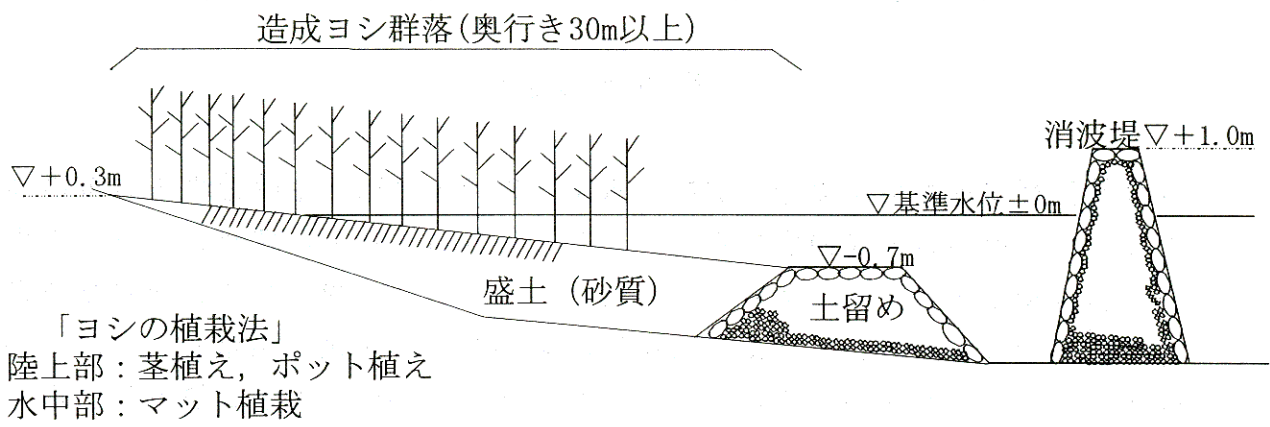 造成ヨシ群落(奥行き30m以上)
消波堤▽+1.0m
▽+0.3m
▽基準水位±0m
▽-0.7m
盛土（砂質）
土留め
「ヨシの植栽法」
陸上部：茎植え，ポット植え
水中部：マット植栽